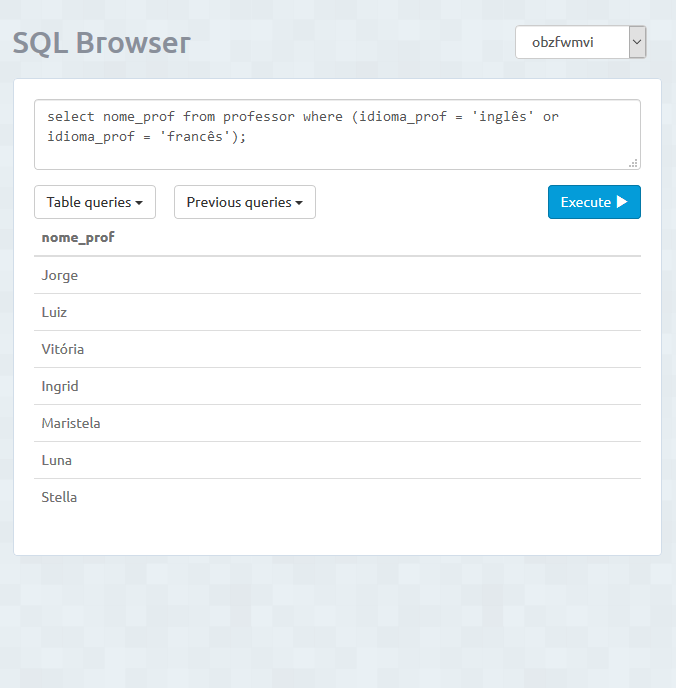 SQL Browser
obzfwmvi
select nome_prof from professor where (idioma_prof = 'inglês' or
idioma_prof = 'francês');
Table queries
Previous queries
Execute
nome_prof
Jorge
Luiz
Vitória
Ingrid
Maristela
Luna
Stella